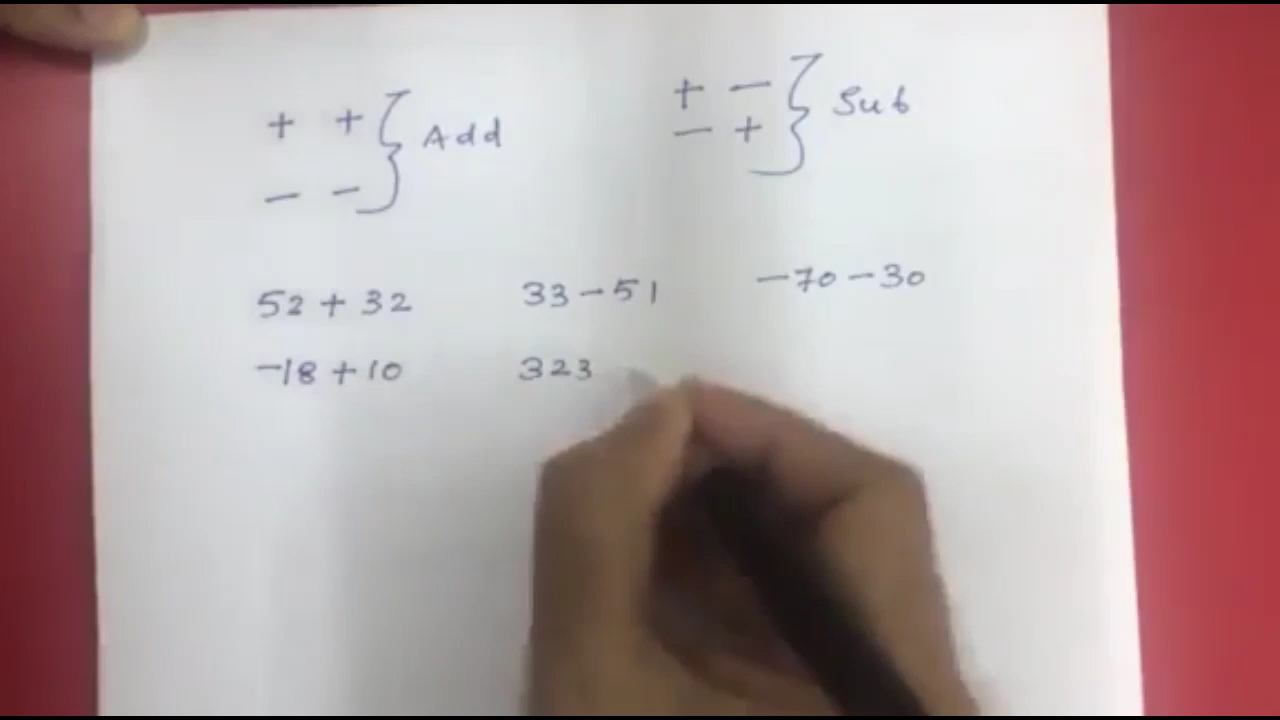 + + } Add
- -
+ - } Sub
- +
52 + 32 33 - 51 -70 - 30
-18 + 10 323